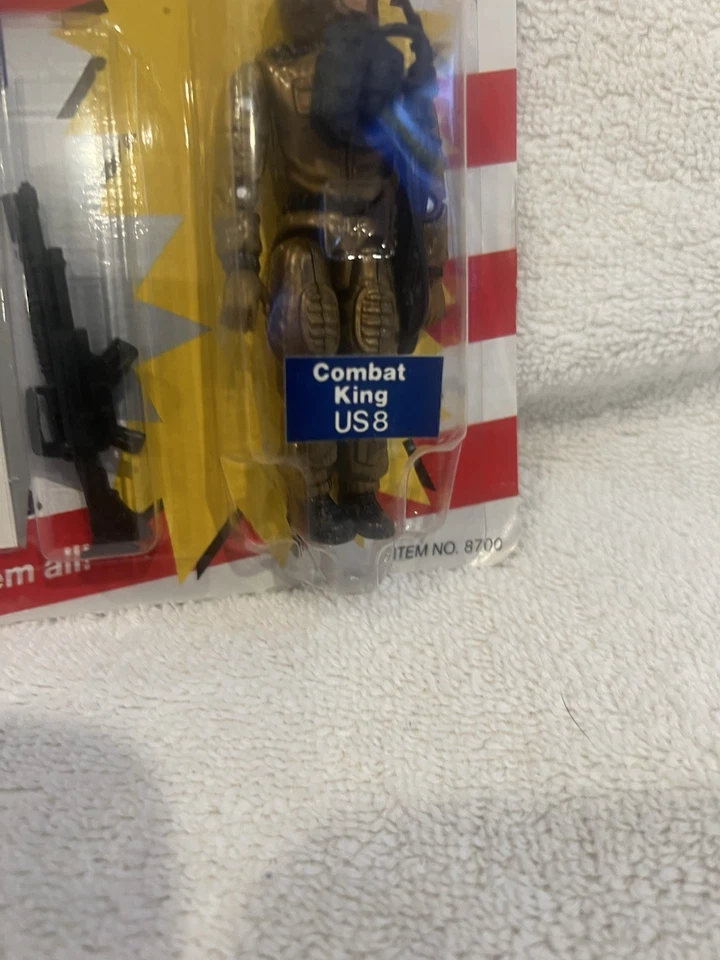 Combat
King
US8
ITEM NO. 8700
em all!